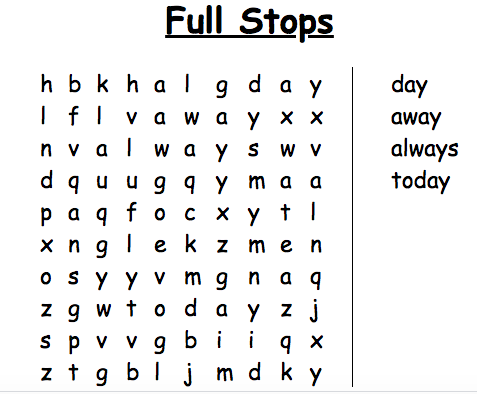 Full Stops
h b k h a l g d a y
l f l v a w a y x x
n v a l w a y s w v
d q u u g q y m a a
p a q f o c x y t l
x n g l e k z m e n
o s y y v m g n a q
z g w t o d a y z j
s p v v g b i i q x
z t g b l j m d k y
day
away
always
today